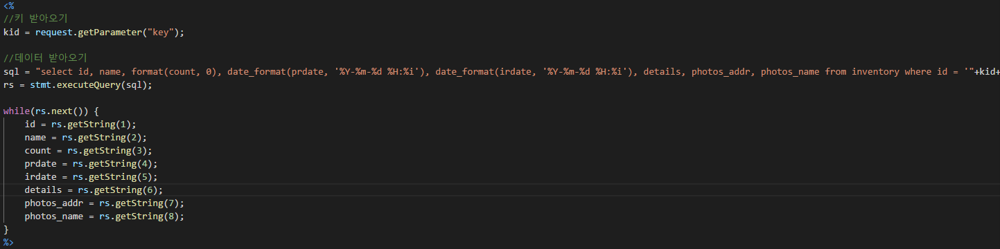 <%
//키 받아오기
kid = request.getParameter("key");
//데이터 받아오기
sql = "select id, name, format(count, 0), date_format(prdate, '%Y-%m-%d %H:%i'), date_format(irdate, '%Y-%m-%d %H:%i'), details, photos_addr, photos_name from inventory where id = '"+kid+
rs = stmt.executeQuery(sql);
while(rs.next()) {
id = rs.getString(1);
name = rs.getString(2);
count = rs.getString(3);
prdate = rs.getString(4);
irdate = rs.getString(5);
details = rs.getString(6);
photos_addr = rs.getString(7);
photos_name = rs.getString(8);
}
%>